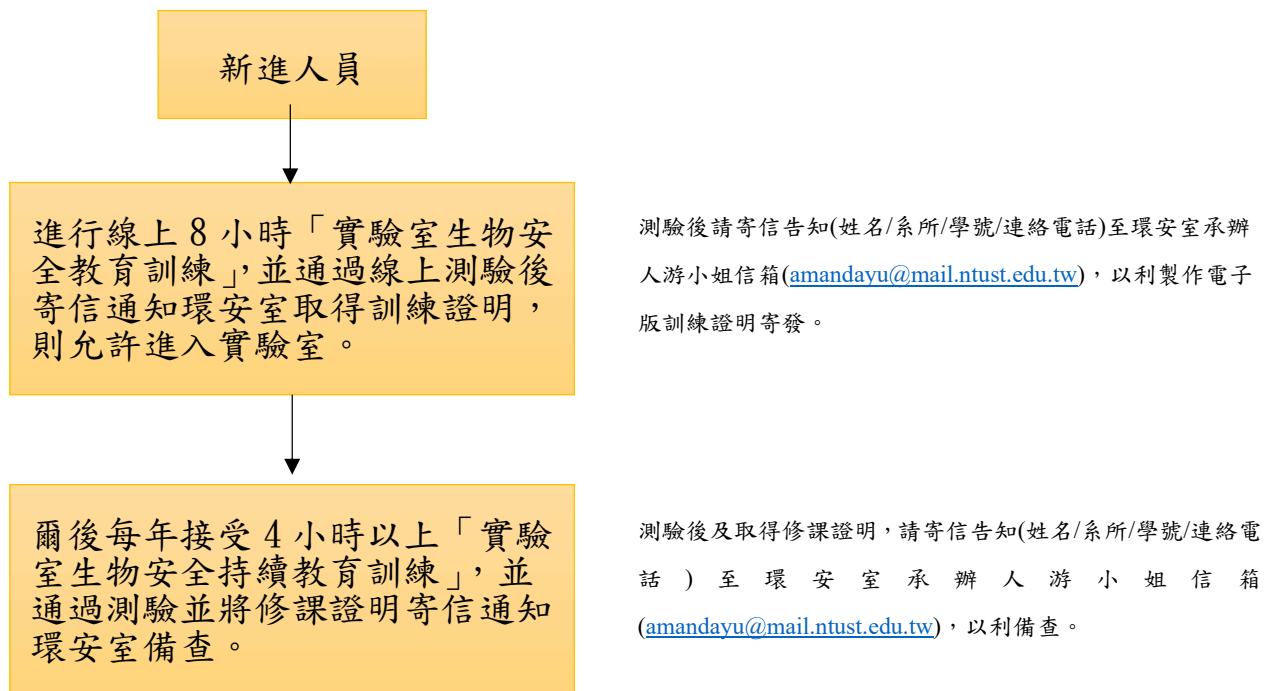 新進人員
進行線上 8 小時「實驗室生物安
全教育訓練」,並通過線上測驗後
寄信通知環安室取得訓練證明，
則允許進入實驗室。
測驗後請寄信告知(姓名/系所/學號/連絡電話)至環安室承辦
人游小姐信箱(amandayu@mail.ntust.edu.tw)，以利製作電子
版訓練證明寄發。
爾後每年接受 4 小時以上「實驗
室生物安全持續教育訓練」,並
通過測驗並將修課證明寄信通知
環安室備查。
測驗後及取得修課證明，請寄信告知(姓名/系所/學號/連絡電
話)至環安室承辦人游小姐信箱
(amandayu@mail.ntust.edu.tw)，以利備查。